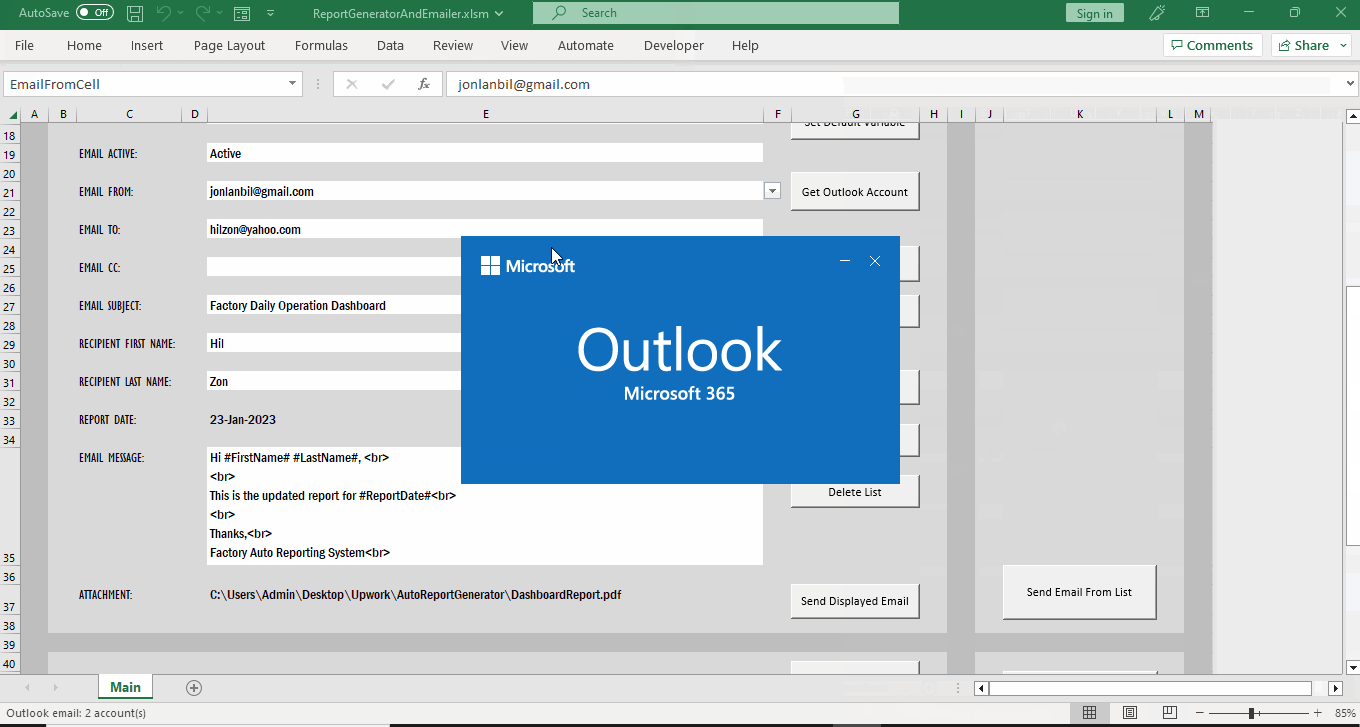 AutoSave Off ReportGeneratorAndEmailer.xlsm Search Sign in
File Home Insert Page Layout Formulas Data Review View Automate Developer Help Comments Share
EmailFromCell fx jonlanbil@gmail.com
A B C D E F G H I J K L M
18 Set Default Variable
19 EMAIL ACTIVE: Active
20
21 EMAIL FROM: jonlanbil@gmail.com Get Outlook Account
22
23 EMAIL TO: hilzon@yahoo.com
24
25 EMAIL CC:
26
27 EMAIL SUBJECT: Factory Daily Operation Dashboard
28
29 RECIPIENT FIRST NAME: Hil
30
31 RECIPIENT LAST NAME: Zon
32
33 REPORT DATE: 23-Jan-2023
34
Microsoft
Outlook
Microsoft 365
EMAIL MESSAGE: Hi #FirstName# #LastName#, <br>
<br>
This is the updated report for #ReportDate#<br>
<br>
Thanks,<br>
35 Factory Auto Reporting System<br>
Delete List
36
37 ATTACHMENT: C:\Users\Admin\Desktop\Upwork\AutoReportGenerator\DashboardReport.pdf
Send Displayed Email Send Email From List
38
39
40
Main
Outlook email: 2 account(s) 85%